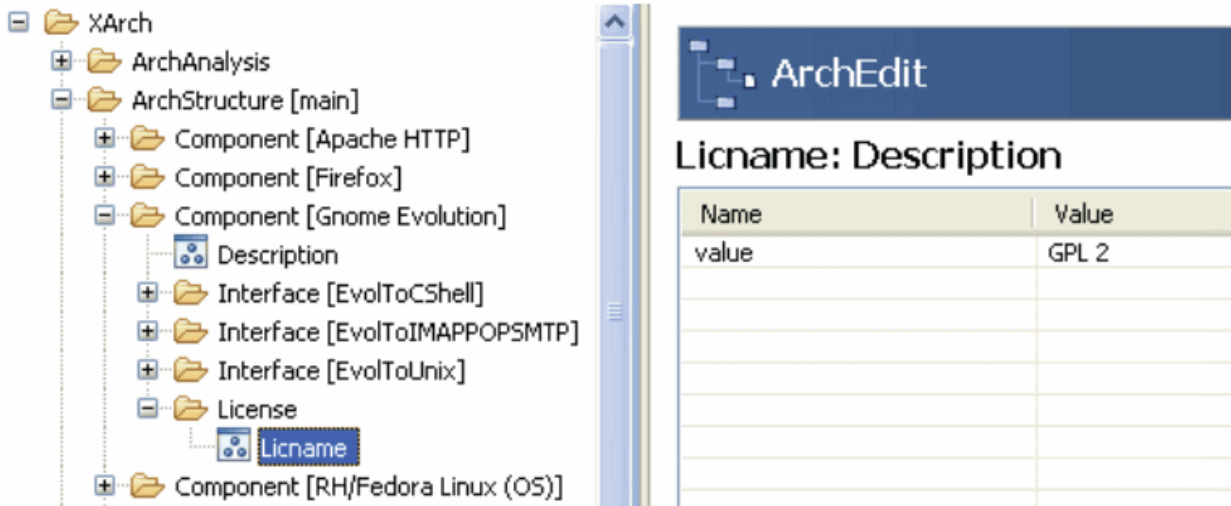 XArch
ArchAnalysis
ArchStructure [main]
Component [Apache HTTP]
Component [Firefox]
Component [Gnome Evolution]
Description
Interface [EvolToCShell]
Interface [EvolToIMAPPOPSMTP]
Interface [EvolToUnix]
License
Licname
Component [RH/Fedora Linux (OS)]
ArchEdit
Licname: Description
Name Value
value GPL 2